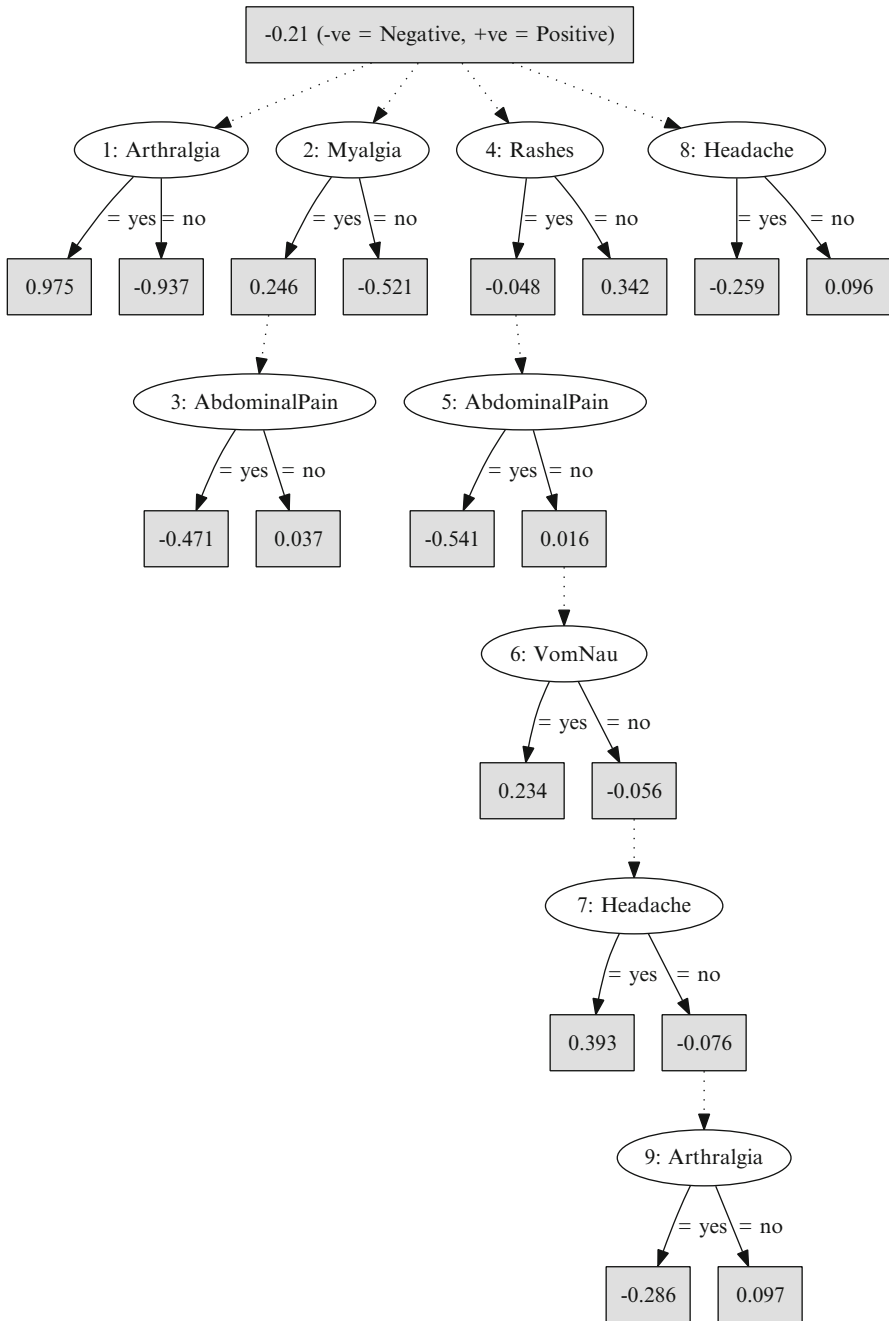 -0.21 (-ve = Negative, +ve = Positive)
1: Arthralgia
2: Myalgia
4: Rashes
8: Headache
= yes
= no
= yes
= no
= yes
= no
= yes
= no
0.975
-0.937
0.246
-0.521
-0.048
0.342
-0.259
0.096
3: AbdominalPain
5: AbdominalPain
= yes
= no
= yes
= no
-0.471
0.037
-0.541
0.016
6: VomNau
= yes
= no
0.234
-0.056
7: Headache
= yes
= no
0.393
-0.076
9: Arthralgia
= yes
= no
-0.286
0.097